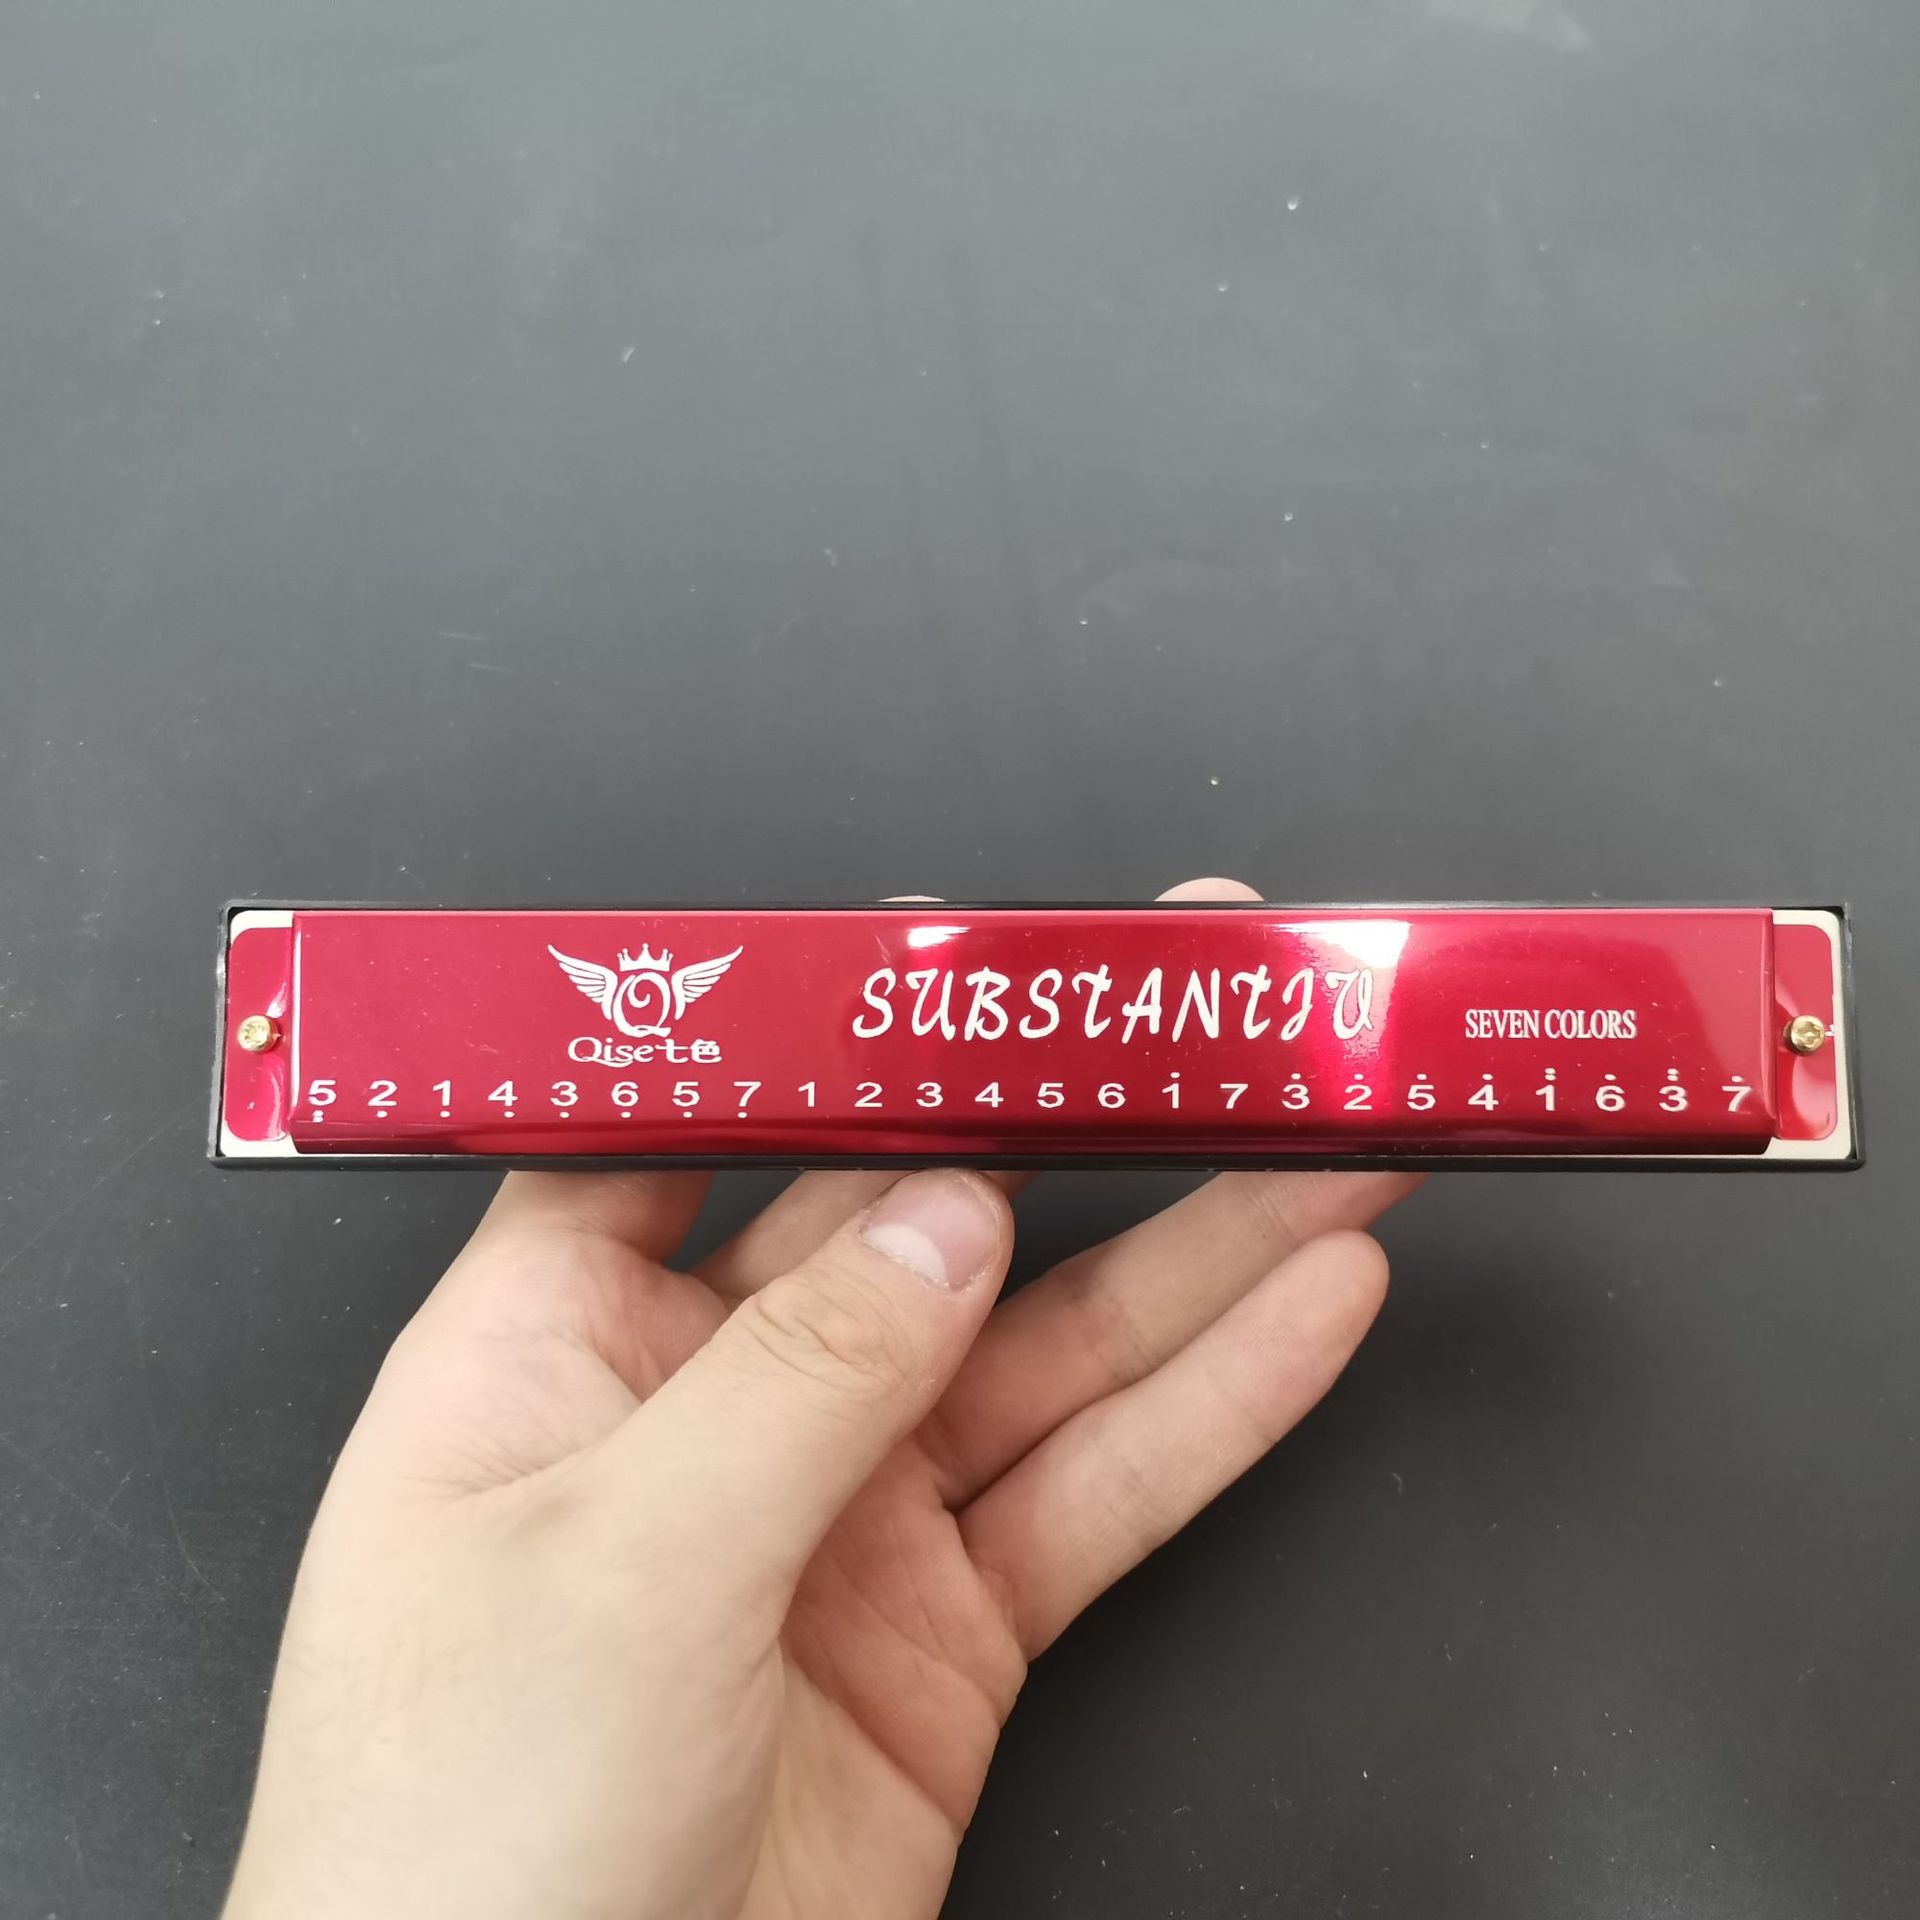 Q
Qise七色
SUBSTANTIV
SEVEN COLORS
5̣ 2̣ 1̣ 4̣ 3̣ 6̣ 5̣ 7̣ 1 2 3 4 5 6 1̇ 7 3̇ 2̇ 5̇ 4̇ 1̈ 6̇ 3̈ 7̇